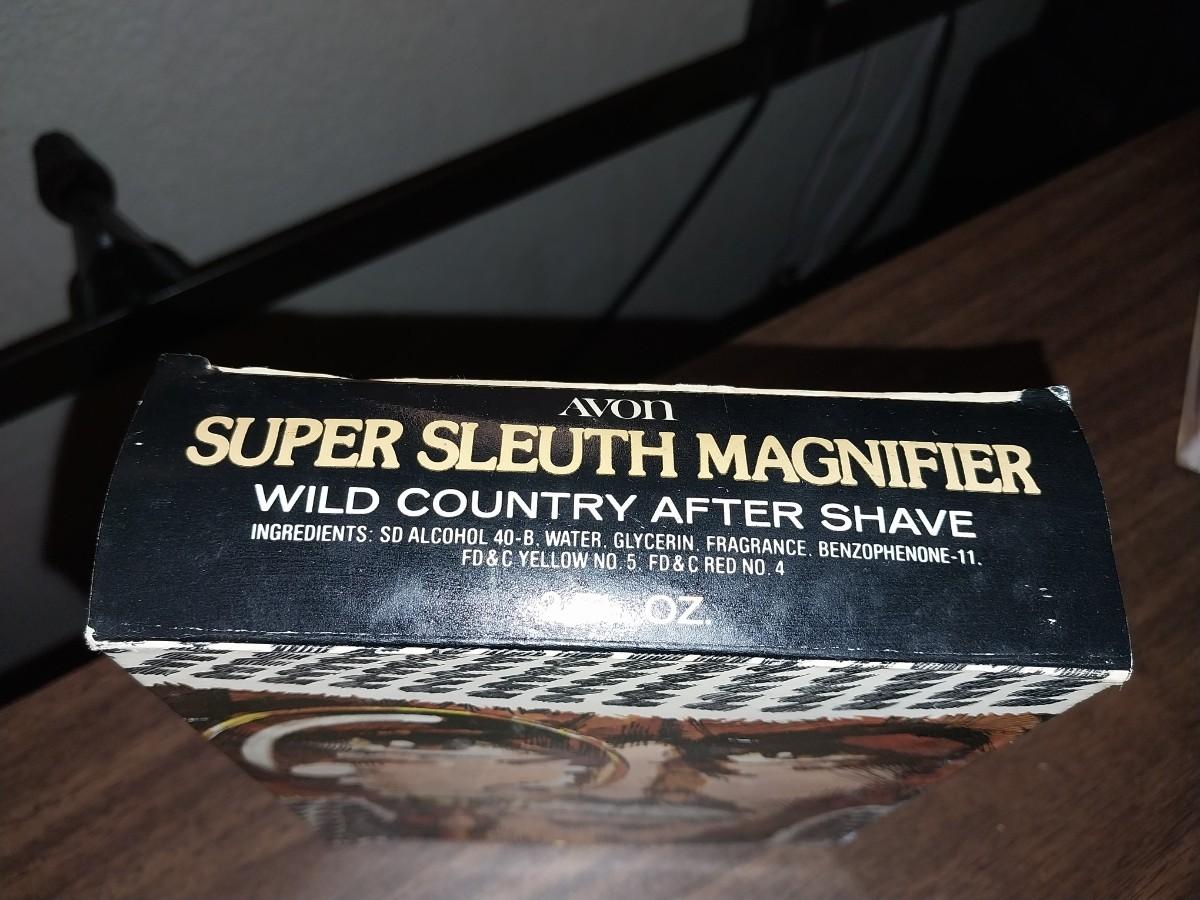 AVON
SUPER SLEUTH MAGNIFIER
WILD COUNTRY AFTER SHAVE
INGREDIENTS: SD ALCOHOL 40-B, WATER, GLYCERIN, FRAGRANCE, BENZOPHENONE-11,
FD&C YELLOW NO. 5, FD&C RED NO. 4
OZ.